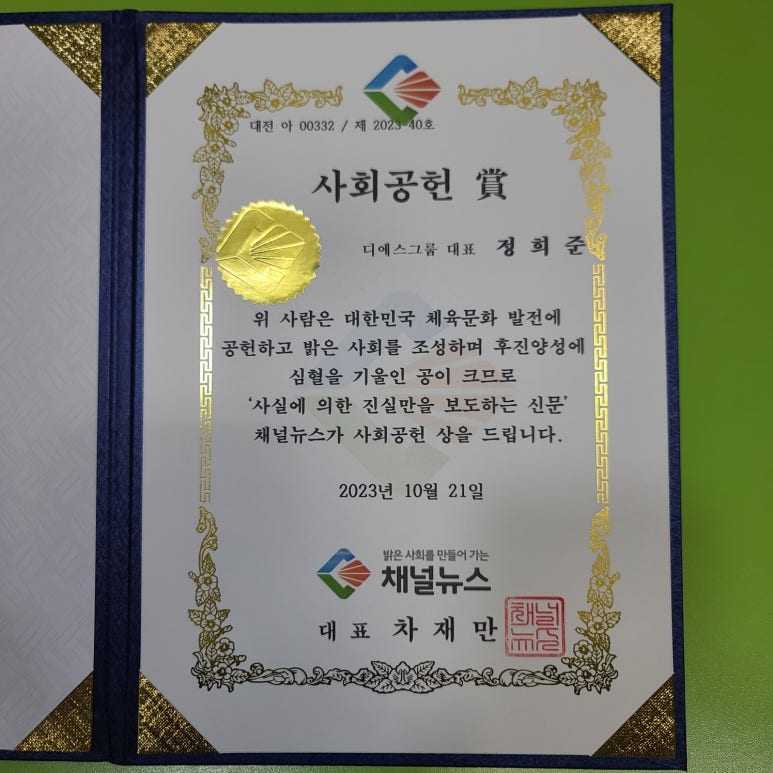 대전 아 00332 / 제 2023-40호
사회공헌 賞
디에스그룹 대표 정희준
위 사람은 대한민국 체육문화 발전에
공헌하고 밝은 사회를 조성하며 후진양성에
심혈을 기울인 공이 크므로
‘사실에 의한 진실만을 보도하는 신문’
채널뉴스가 사회공헌 상을 드립니다.
2023년 10월 21일
밝은 사회를 만들어 가는
채널뉴스
대표 차재만
채널
뉴스